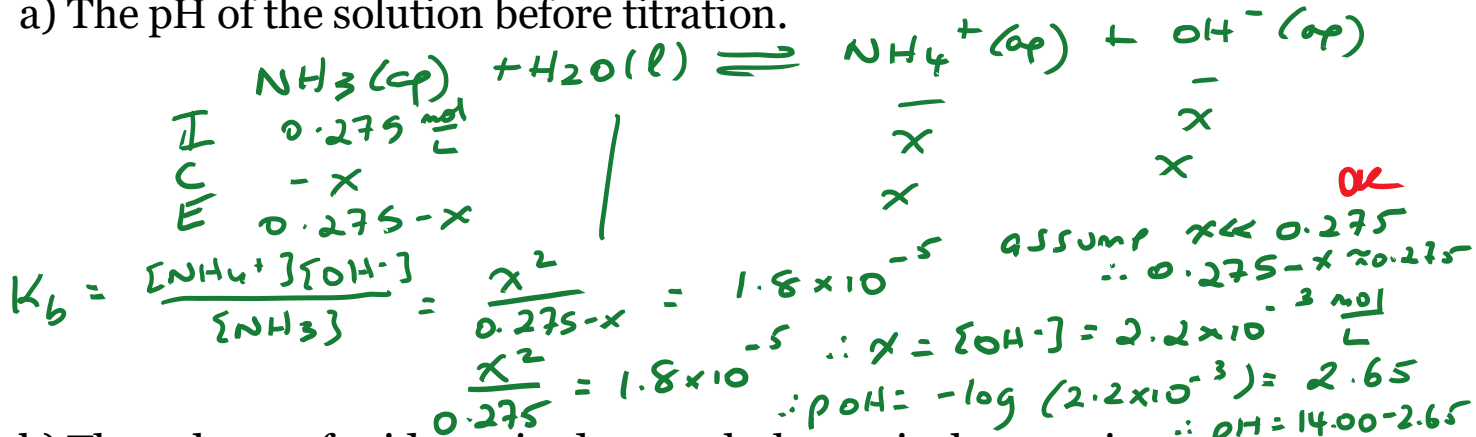 a) The pH of the solution before titration.
NH3(aq) + H2O(l) ⇌ NH4+(aq) + OH-(aq)
I 0.275 mol/L | – –
C - x x x
E 0.275 - x x x
Kb = [NH4+][OH-]/[NH3] = x²/(0.275-x) = 1.8 x 10^-5
x²/0.275 = 1.8 x 10^-5
assump x << 0.275 OK
∴ 0.275 - x ≈ 0.275
∴ x = [OH-] = 2.2 x 10^-3 mol/L
∴ pOH = -log (2.2x10^-3) = 2.65
∴ pH = 14.00 - 2.65